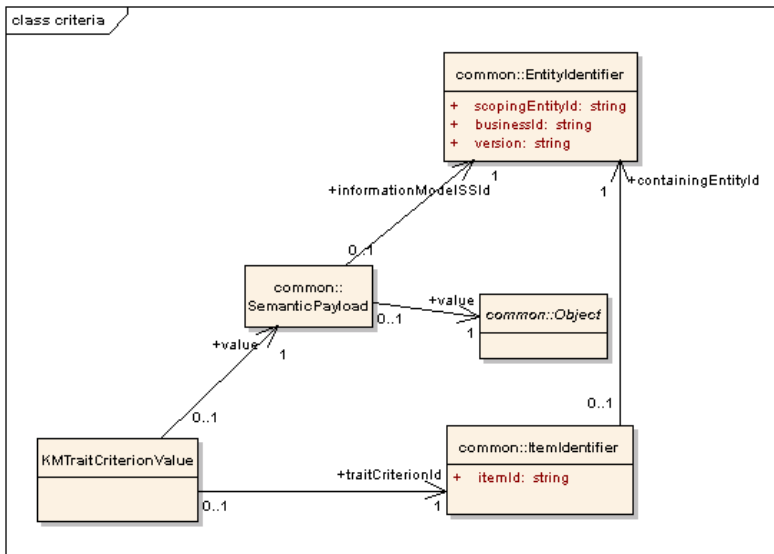 class criteria
common::EntityIdentifier
+ scopingEntityId: string
+ businessId: string
+ version: string
1
+informationModelSSId
1
+containingEntityId
0..1
common::
SemanticPayload
+value
0..1
1
common::Object
+value
1
0..1
0..1
KMTraitCriterionValue
common::ItemIdentifier
+ itemId: string
+traitCriterionId
0..1
1